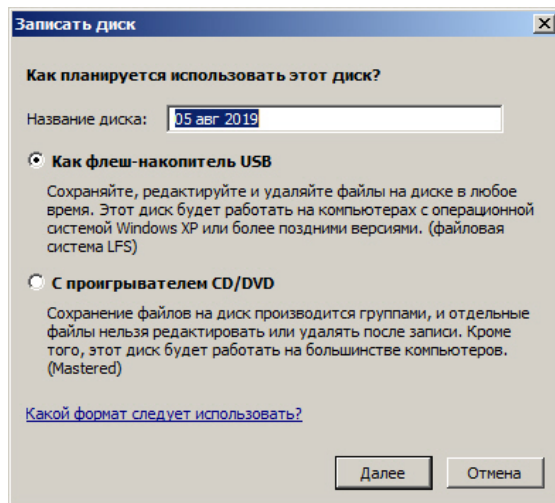 Записать диск
Как планируется использовать этот диск?
Название диска: 05 авг 2019
Как флеш-накопитель USB
Сохраняйте, редактируйте и удаляйте файлы на диске в любое
время. Этот диск будет работать на компьютерах с операционной
системой Windows XP или более поздними версиями. (файловая
система LFS)
С проигрывателем CD/DVD
Сохранение файлов на диск производится группами, и отдельные
файлы нельзя редактировать или удалять после записи. Кроме
того, этот диск будет работать на большинстве компьютеров.
(Mastered)
Какой формат следует использовать?
Далее Отмена